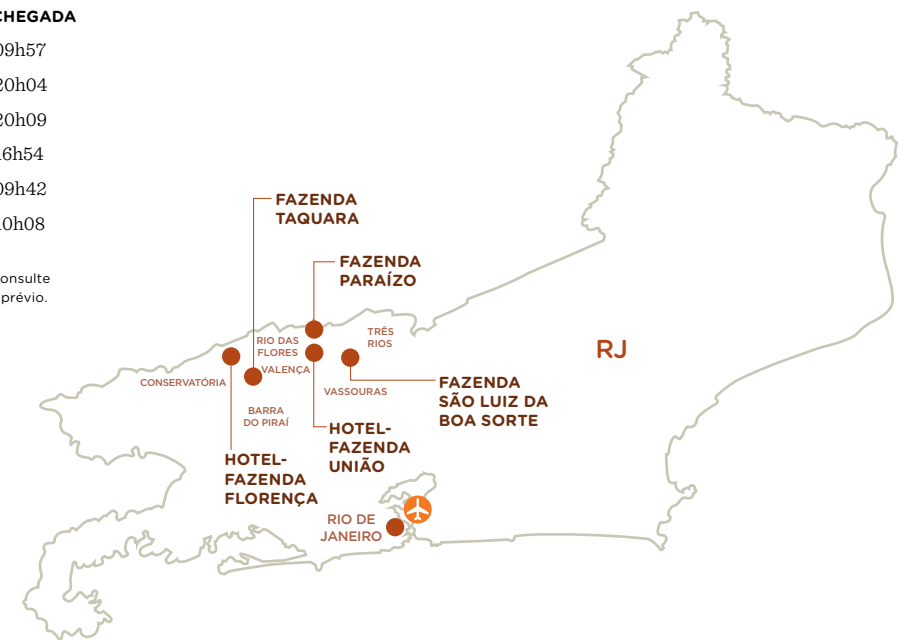 CHEGADA
09h57
20h04
20h09
6h54
09h42
0h08
onsulte
prévio.
FAZENDA
TAQUARA
FAZENDA
PARAÍZO
RIO DAS
FLORES
TRÊS
RIOS
RJ
VALENÇA
CONSERVATÓRIA
VASSOURAS
FAZENDA
SÃO LUIZ DA
BOA SORTE
BARRA
DO PIRAÍ
HOTEL-
FAZENDA
UNIÃO
HOTEL-
FAZENDA
FLORENÇA
RIO DE
JANEIRO